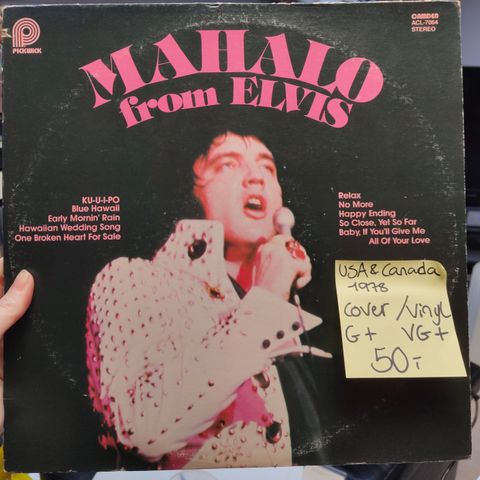 PICKWICK
CAMDEN
ACL-7064
STEREO
MAHALO
from ELVIS
KU-U-I-PO
Blue Hawaii
Early Mornin' Rain
Hawaiian Wedding Song
One Broken Heart For Sale
Relax
No More
Happy Ending
So Close, Yet So Far
Baby, If You'll Give Me
All Of Your Love
USA & Canada
1978
cover / vinyl
G+ VG+
50:-